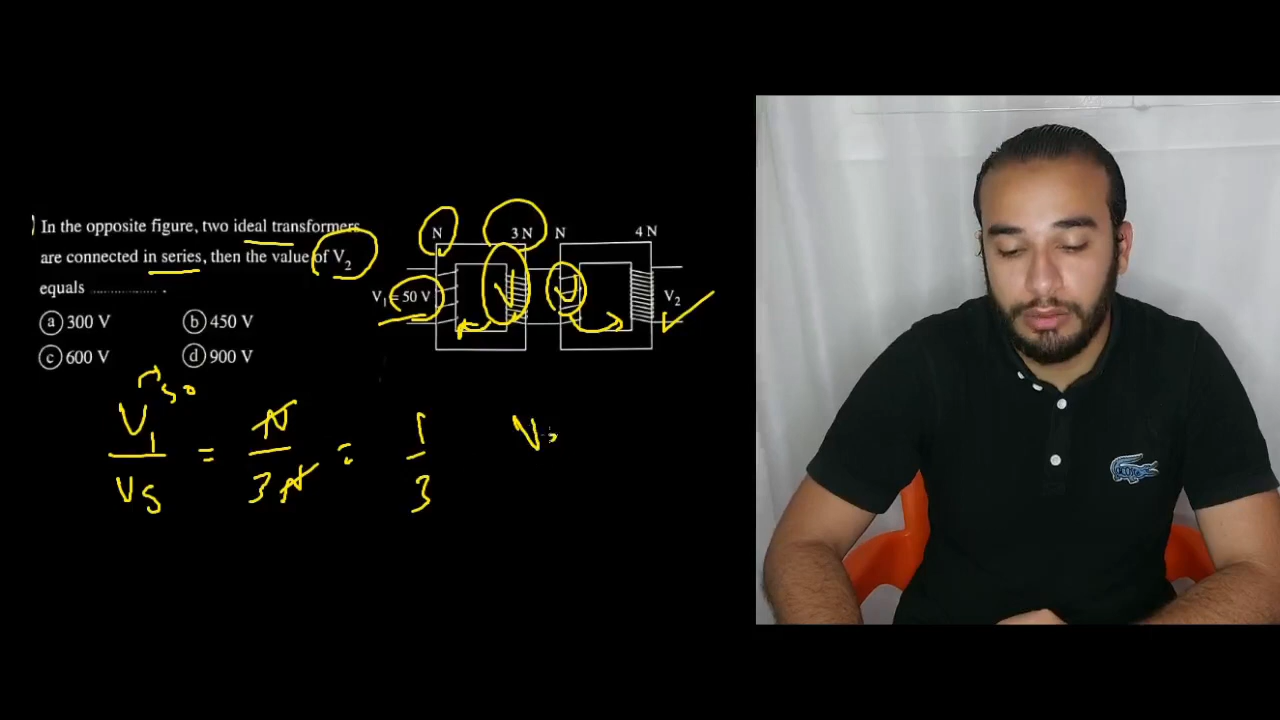 In the opposite figure, two ideal transformers
are connected in series, then the value of V₂
equals .................. .
(a) 300 V (b) 450 V
(c) 600 V (d) 900 V
N 3 N N 4 N
V₁ = 50 V V₂
V₁ → 50
V₁ / VS = N / 3N = 1 / 3